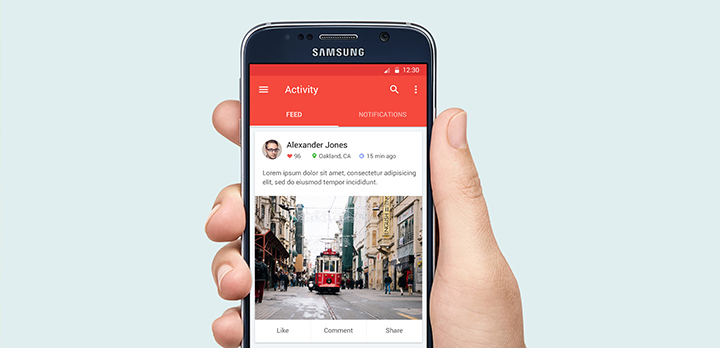 SAMSUNG
12:30
Activity
FEED
NOTIFICATIONS
Alexander Jones
96
Oakland, CA
15 min ago
Lorem ipsum dolor sit amet, consectetur adipisicing
elit, sed do eiusmod tempor incididunt.
Like
Comment
Share